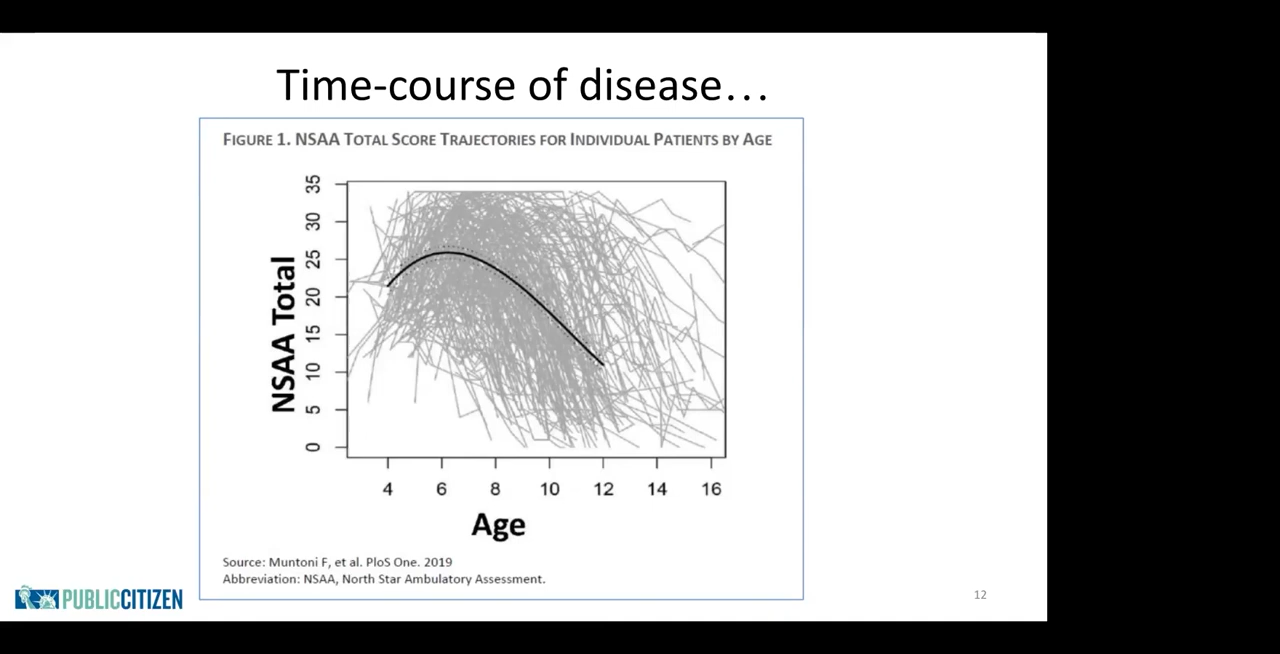 Time-course of disease...
FIGURE 1. NSAA TOTAL SCORE TRAJECTORIES FOR INDIVIDUAL PATIENTS BY AGE
NSAA Total
35
30
25
20
15
10
5
0
4 6 8 10 12 14 16
Age
Source: Muntoni F, et al. PloS One. 2019
Abbreviation: NSAA, North Star Ambulatory Assessment.
PUBLICCITIZEN
12